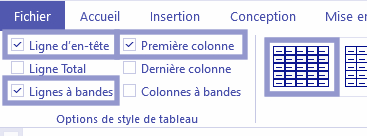 Fichier Accueil Insertion Conception Mise en
Ligne d'en-tête Première colonne
Ligne Total Dernière colonne
Lignes à bandes Colonnes à bandes
Options de style de tableau